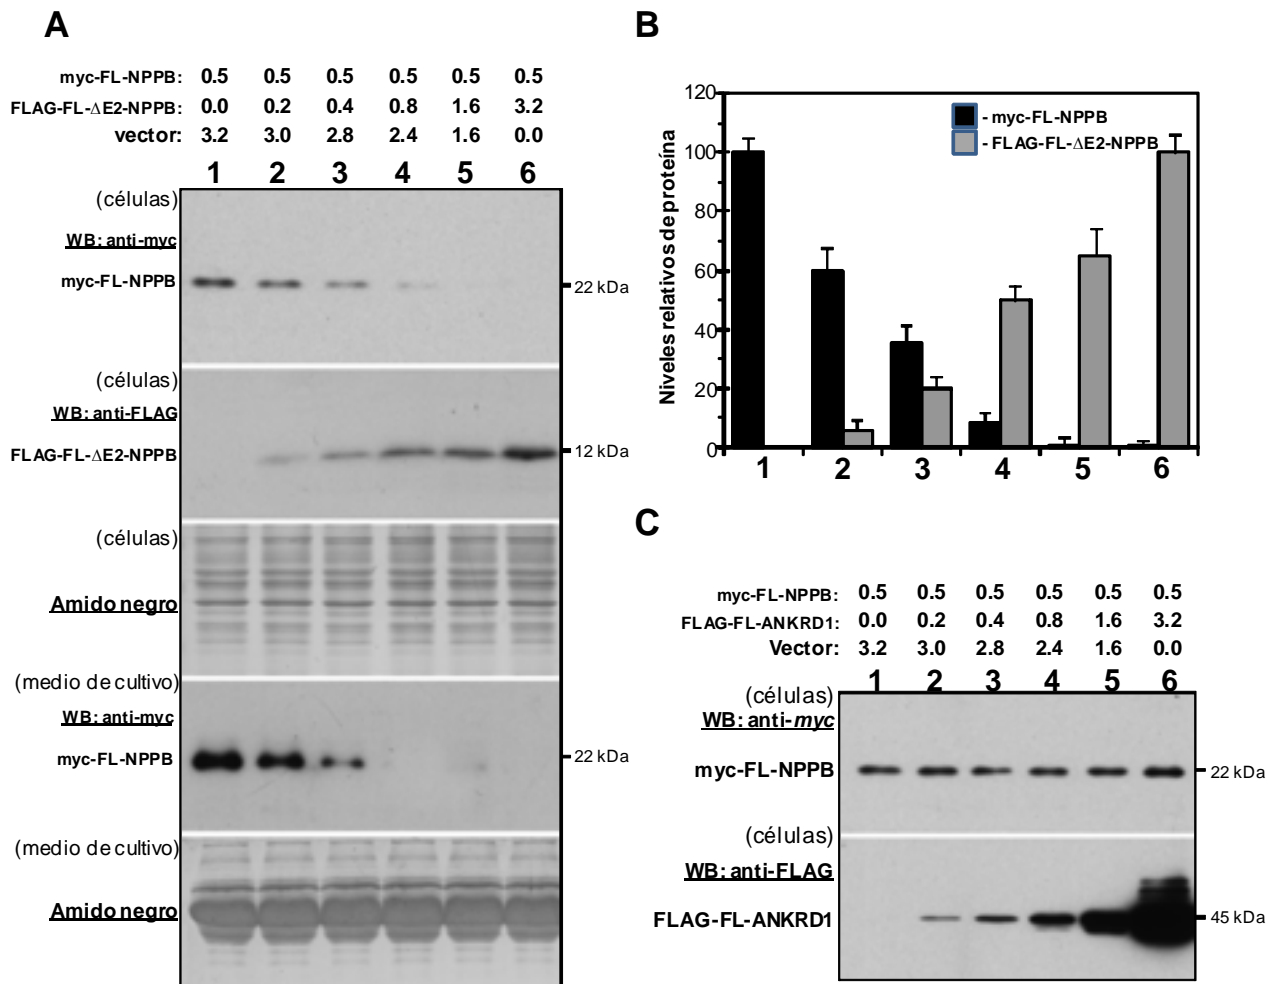 A
myc-FL-NPPB: 0.5 0.5 0.5 0.5 0.5 0.5
FLAG-FL-ΔE2-NPPB: 0.0 0.2 0.4 0.8 1.6 3.2
vector: 3.2 3.0 2.8 2.4 1.6 0.0
1 2 3 4 5 6
(células)
WB: anti-myc
myc-FL-NPPB
22 kDa
(células)
WB: anti-FLAG
FLAG-FL-ΔE2-NPPB
12 kDa
(células)
Amido negro
(medio de cultivo)
WB: anti-myc
myc-FL-NPPB
22 kDa
(medio de cultivo)
Amido negro
B
Niveles relativos de proteína
120
100
80
60
40
20
0
- myc-FL-NPPB
- FLAG-FL-ΔE2-NPPB
1 2 3 4 5 6
C
myc-FL-NPPB: 0.5 0.5 0.5 0.5 0.5 0.5
FLAG-FL-ANKRD1: 0.0 0.2 0.4 0.8 1.6 3.2
Vector: 3.2 3.0 2.8 2.4 1.6 0.0
1 2 3 4 5 6
(células)
WB: anti-myc
myc-FL-NPPB
22 kDa
(células)
WB: anti-FLAG
FLAG-FL-ANKRD1
45 kDa